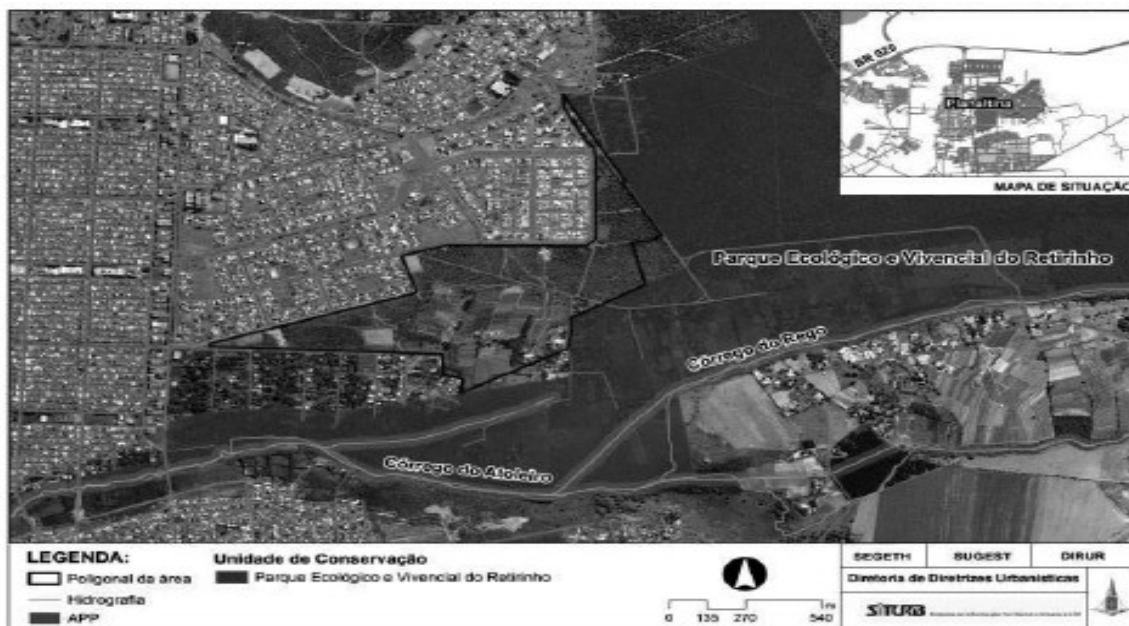 BR 020
Planaltina
MAPA DE SITUAÇÃO
Parque Ecológico e Vivencial do Retirinho
Córrego do Rego
Córrego do Atoleiro
LEGENDA:
Poligonal da área
Hidrografia
APP
Unidade de Conservação
Parque Ecológico e Vivencial do Retirinho
0 135 270 540
m
SEGETH SUGEST DIRUR
Diretoria de Diretrizes Urbanísticas
SITURB